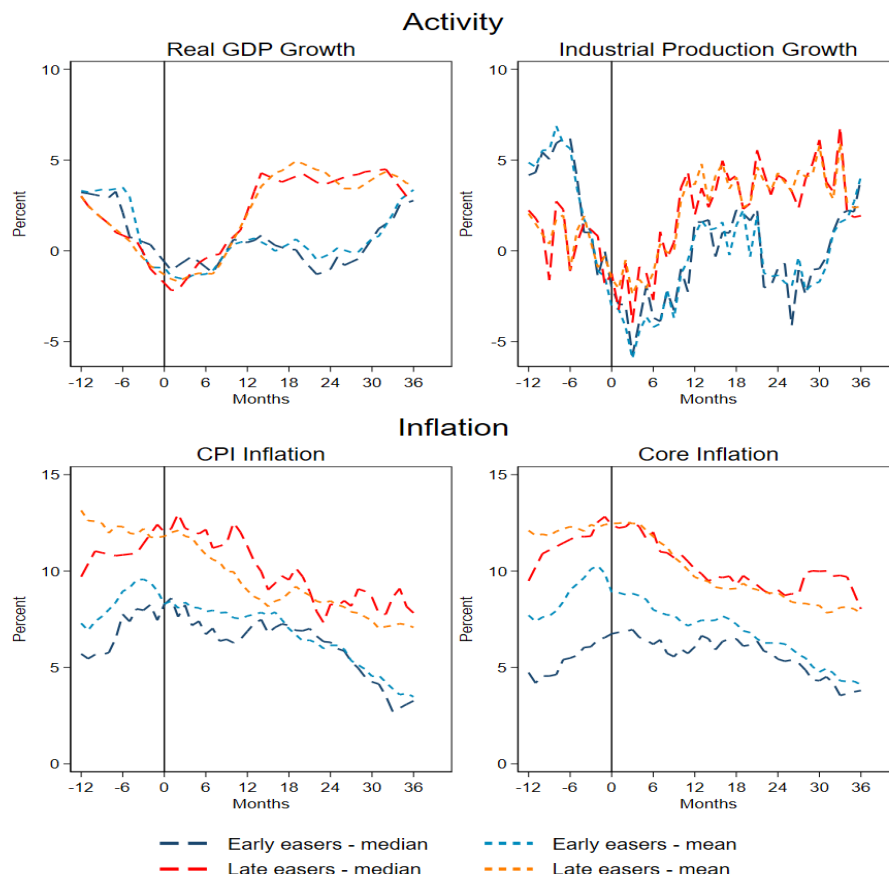 Activity
Real GDP Growth
Industrial Production Growth
10
5
0
-5
Percent
-12 -6 0 6 12 18 24 30 36
Months
10
5
0
-5
Percent
-12 -6 0 6 12 18 24 30 36
Months
Inflation
CPI Inflation
Core Inflation
15
10
5
0
Percent
-12 -6 0 6 12 18 24 30 36
Months
15
10
5
0
Percent
-12 -6 0 6 12 18 24 30 36
Months
Early easers - median
Early easers - mean
Late easers - median
Late easers - mean